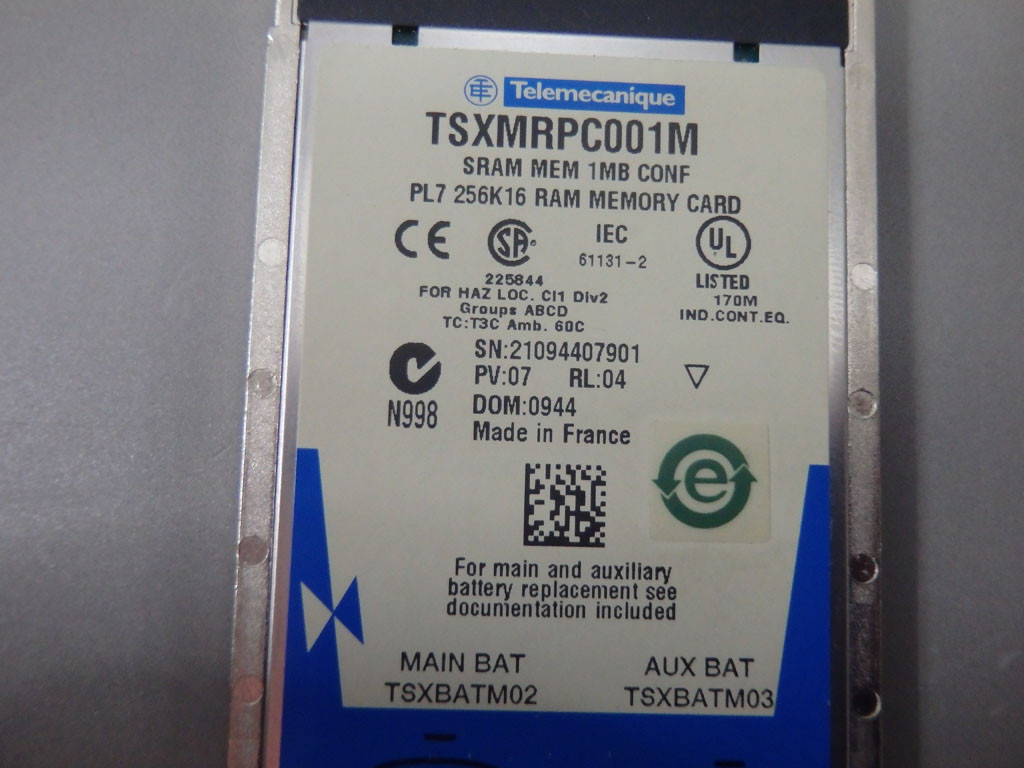 Telemecanique
TSXMRPC001M
SRAM MEM 1MB CONF
PL7 256K16 RAM MEMORY CARD
CE SA IEC UL
61131-2
225844 LISTED
FOR HAZ LOC. Cl1 Div2 170M
Groups ABCD IND.CONT.EQ.
TC:T3C Amb. 60C
SN:21094407901
PV:07 RL:04
N998 DOM:0944
Made in France
e
For main and auxiliary
battery replacement see
documentation included
MAIN BAT AUX BAT
TSXBATM02 TSXBATM03